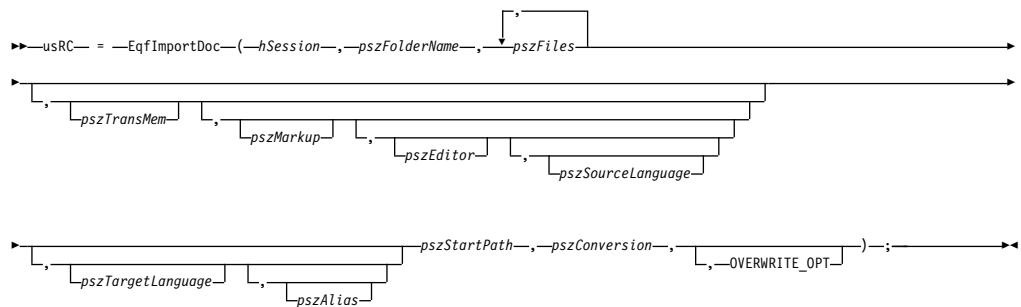 ,
usRC = EqfImportDoc ( hSession , pszFolderName , pszFiles
, pszTransMem , pszMarkup , pszEditor , pszSourceLanguage
, pszTargetLanguage , pszAlias pszStartPath , pszConversion , , OVERWRITE_OPT ) ;